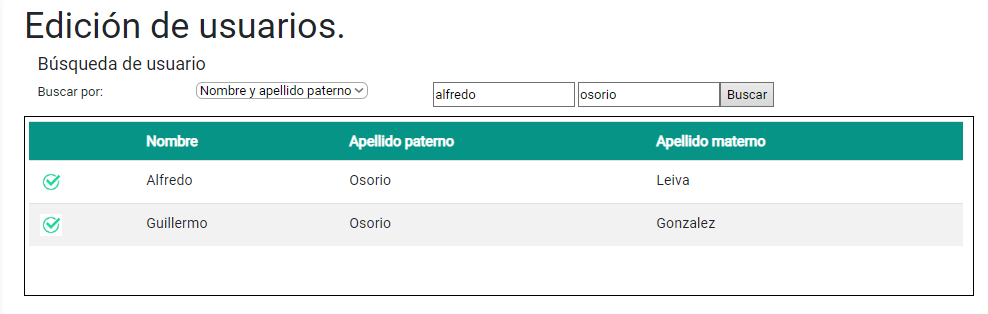 Edición de usuarios.
Búsqueda de usuario
Buscar por: Nombre y apellido paterno alfredo osorio Buscar
Nombre Apellido paterno Apellido materno
Alfredo Osorio Leiva
Guillermo Osorio Gonzalez